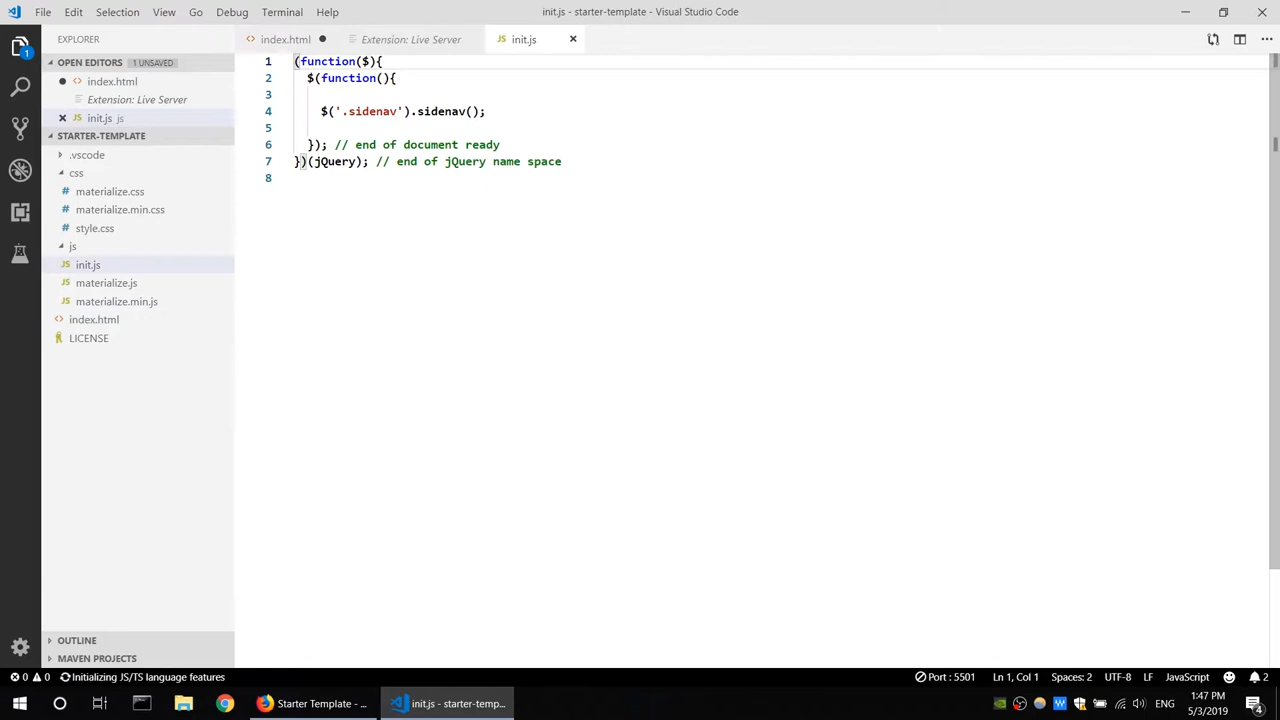 File Edit Selection View Go Debug Terminal Help
init.js - starter-template - Visual Studio Code
EXPLORER
OPEN EDITORS 1 UNSAVED
index.html
Extension: Live Server
init.js js
STARTER-TEMPLATE
.vscode
css
# materialize.css
# materialize.min.css
# style.css
js
JS init.js
JS materialize.js
JS materialize.min.js
<> index.html
LICENSE
OUTLINE
MAVEN PROJECTS
<> index.html
Extension: Live Server
JS init.js
1 (function($){
2 $(function(){
3
4 $('.sidenav').sidenav();
5
6 }); // end of document ready
7 })(jQuery); // end of jQuery name space
8
1
0 0 Initializing JS/TS language features
Port : 5501 Ln 1, Col 1 Spaces: 2 UTF-8 LF JavaScript 2
Starter Template - ...
init.js - starter-temp...
ENG
1:47 PM
5/3/2019
4